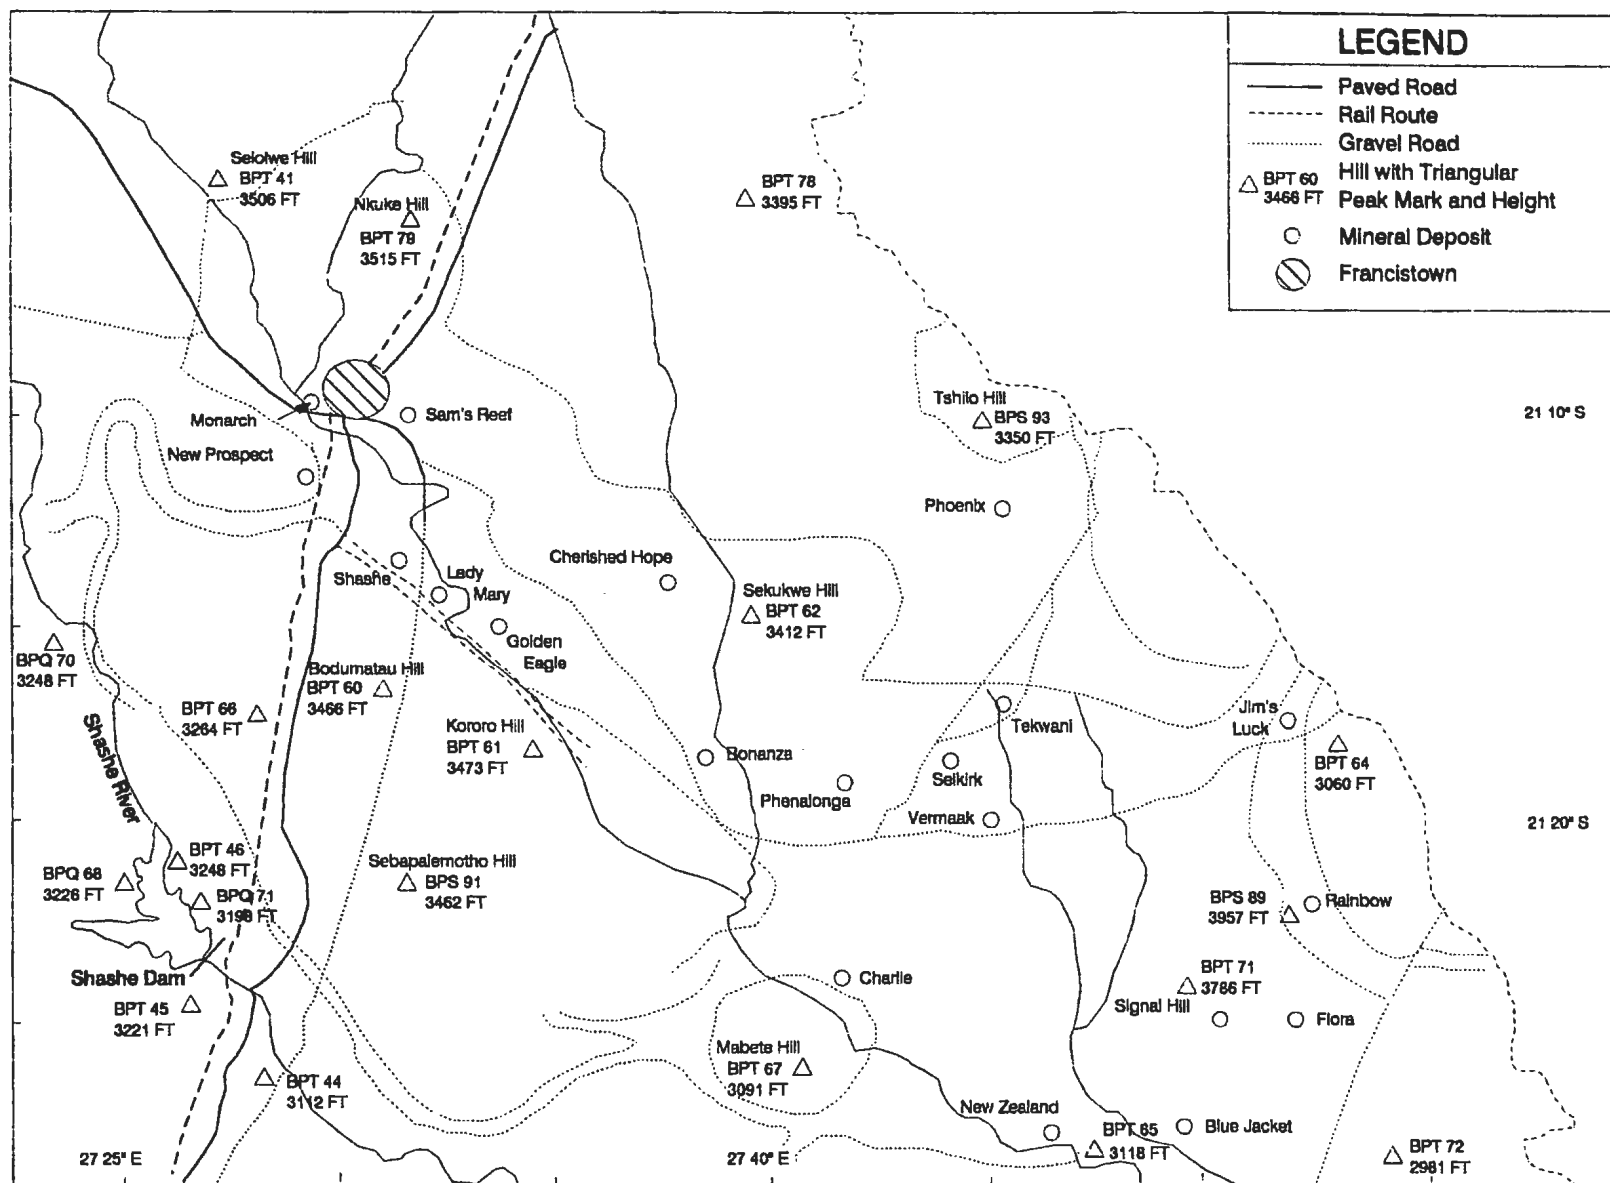 LEGEND
Paved Road
Rail Route
Gravel Road
BPT 60
3466 FT
Hill with Triangular
Peak Mark and Height
Mineral Deposit
Francistown
Selolwe Hill
BPT 41
3506 FT
Nkuke Hill
BPT 79
3515 FT
BPT 78
3395 FT
Tshilo Hill
BPS 93
3350 FT
21 10" S
Monarch
Sam's Reef
New Prospect
Phoenix
Cherished Hope
Shashe
Lady
Mary
Sekukwe Hill
BPT 62
3412 FT
Golden
Eagle
BPQ 70
3248 FT
Bodumatau Hill
BPT 60
3466 FT
BPT 66
3264 FT
Kororo Hill
BPT 61
3473 FT
Tekwani
Jim's
Luck
BPT 64
3060 FT
Shashe River
Bonanza
Selkirk
Phenalonga
Vermaak
21 20" S
BPT 46
3248 FT
BPQ 68
3226 FT
BPQ 71
3198 FT
Sebapalemotho Hill
BPS 91
3462 FT
BPS 89
3957 FT
Rainbow
Shashe Dam
BPT 45
3221 FT
Charlie
BPT 71
3786 FT
Signal Hill
Flora
Mabete Hill
BPT 67
3091 FT
BPT 44
3112 FT
New Zealand
BPT 65
3118 FT
Blue Jacket
BPT 72
2981 FT
27 25" E
27 40" E